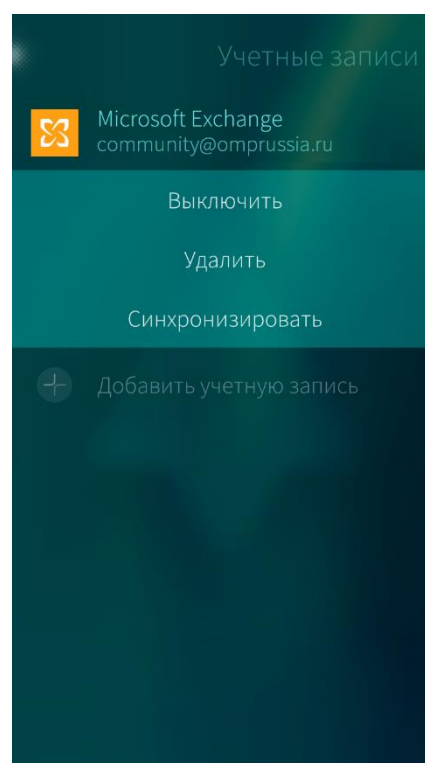 Учетные записи
Microsoft Exchange
community@omprussia.ru
Выключить
Удалить
Синхронизировать
Добавить учетную запись